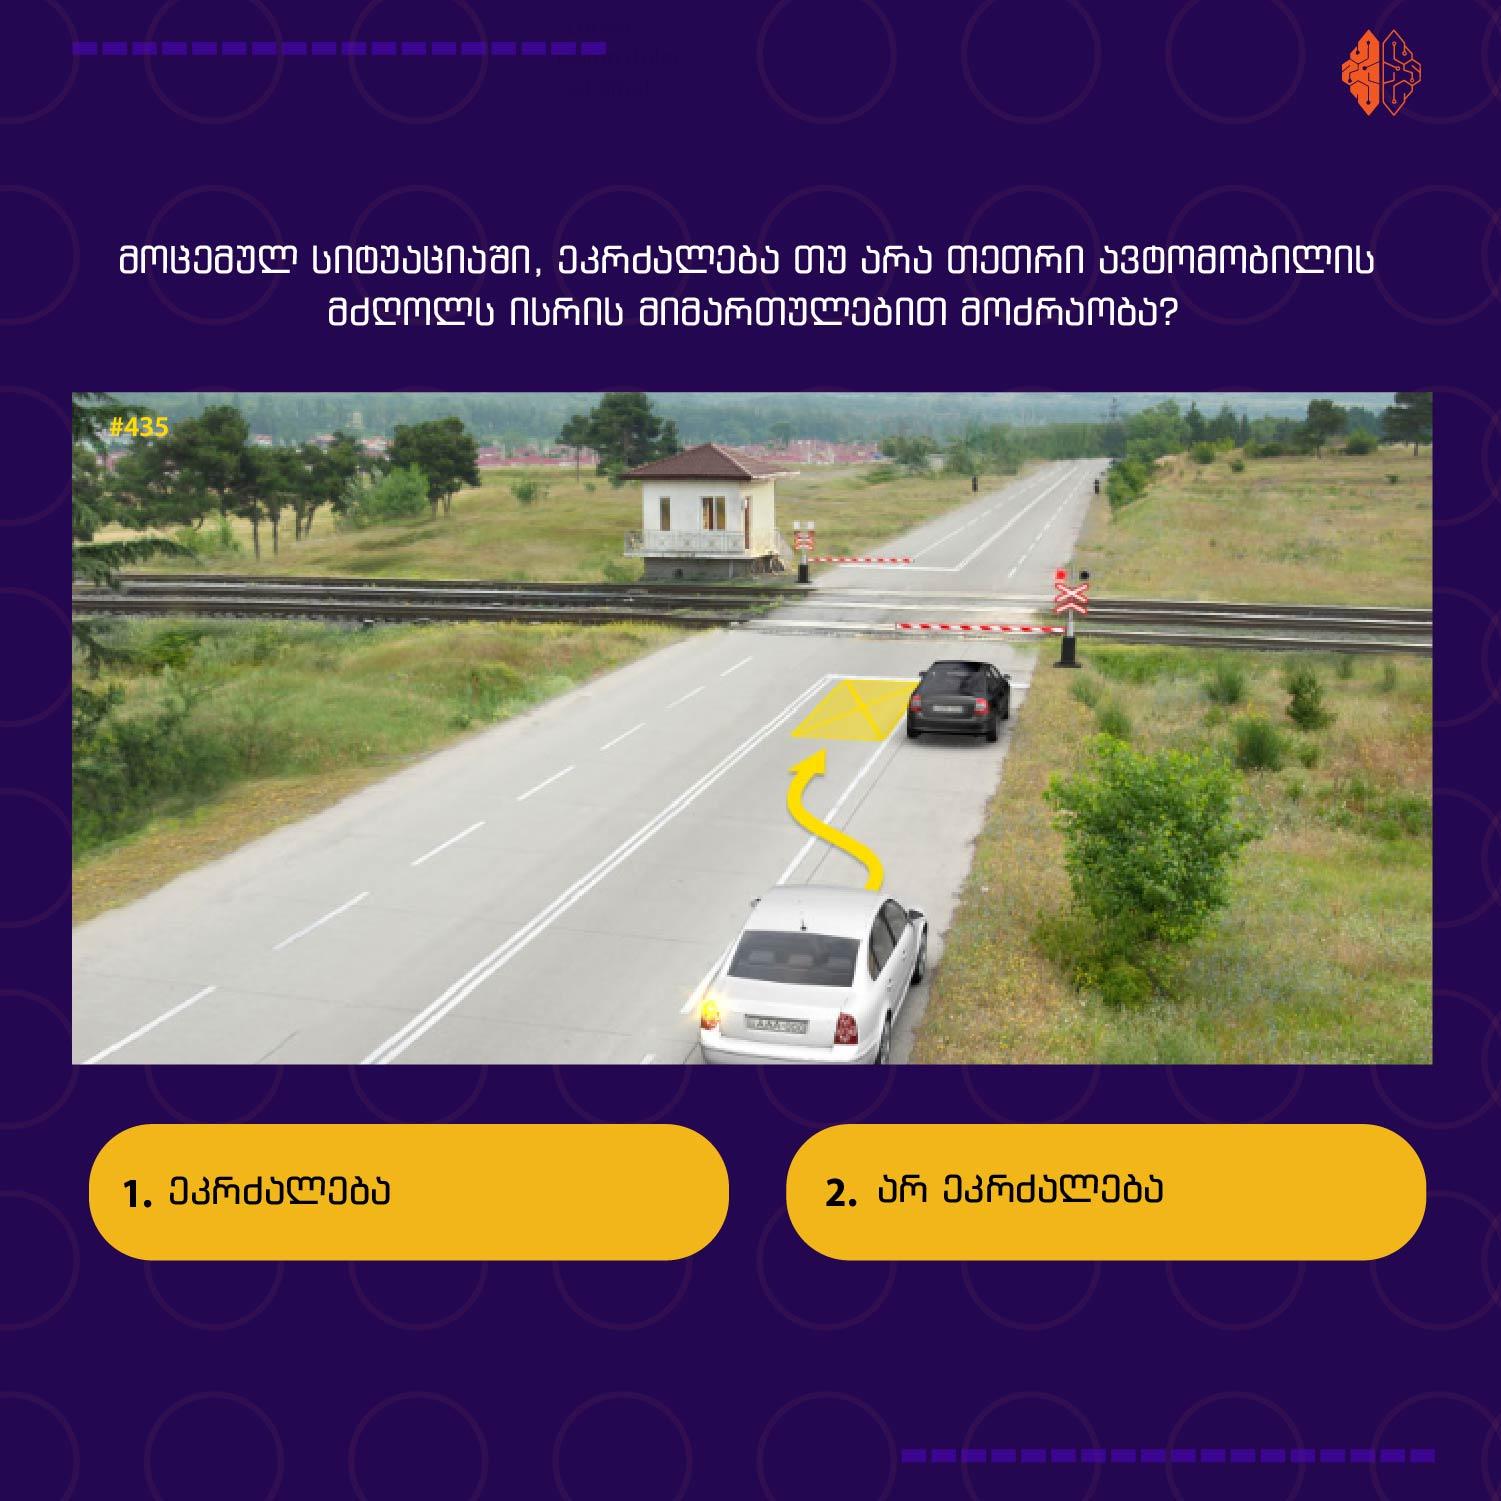 მოცემულ სიტუაციაში, ეკრძალება თუ არა თეთრი ავტომობილის
მძღოლს ისრის მიმართულებით მოძრაობა?
#435
1. ეკრძალება
2. არ ეკრძალება